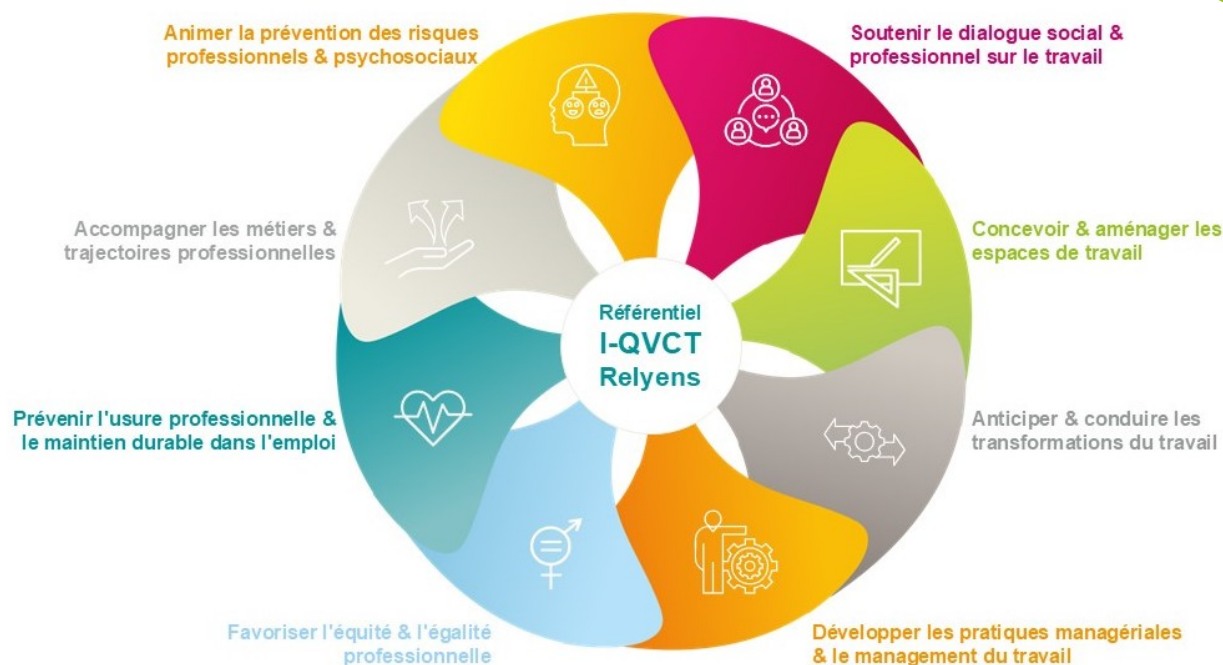 Animer la prévention des risques
professionnels & psychosociaux
Soutenir le dialogue social &
professionnel sur le travail
Accompagner les métiers &
trajectoires professionnelles
Concevoir & aménager les
espaces de travail
Référentiel
I-QVCT
Relyens
Prévenir l'usure professionnelle &
le maintien durable dans l'emploi
Anticiper & conduire les
transformations du travail
Favoriser l'équité & l'égalité
professionnelle
Développer les pratiques managériales
& le management du travail